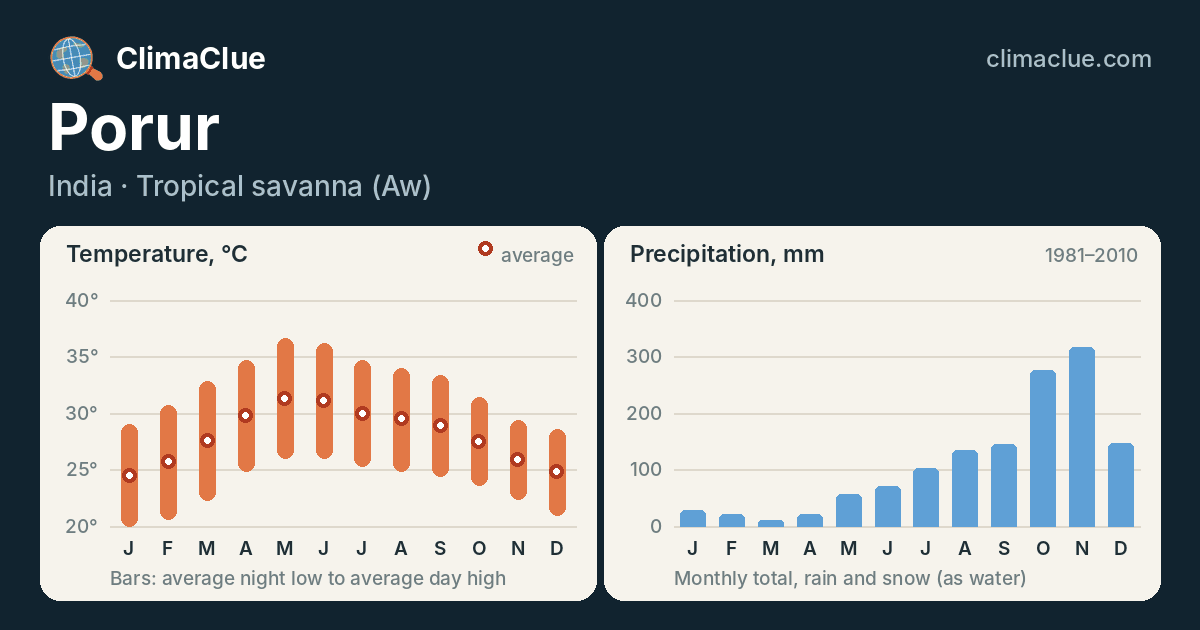 ClimaClue
climaclue.com
Porur
India · Tropical savanna (Aw)
Temperature, °C
average
40°
35°
30°
25°
20°
J F M A M J J A S O N D
Bars: average night low to average day high
Precipitation, mm
1981–2010
400
300
200
100
0
J F M A M J J A S O N D
Monthly total, rain and snow (as water)